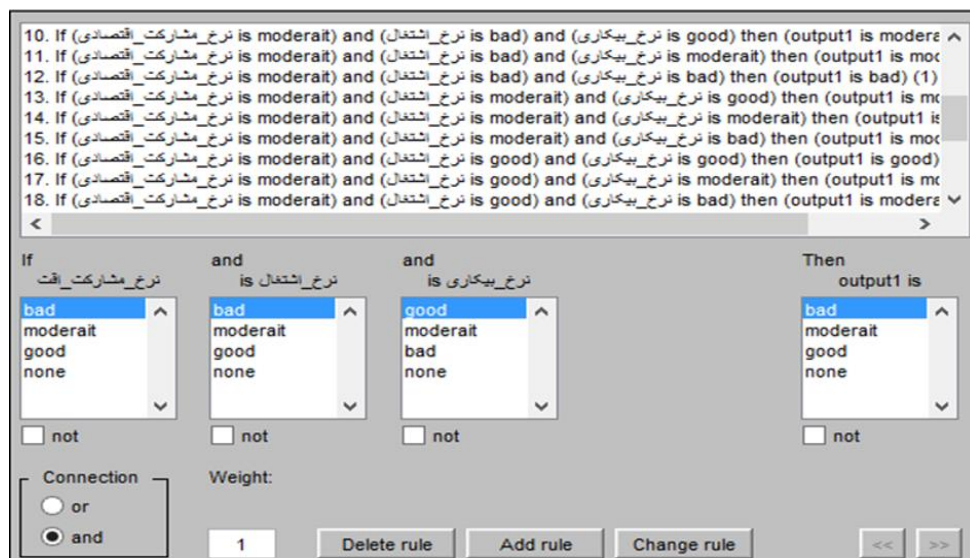 10. If (نرخ_مشارکت_اقتصادی is moderait) and (نرخ_اشتغال is bad) and (نرخ_بیکاری is good) then (output1 is modera
11. If (نرخ_مشارکت_اقتصادی is moderait) and (نرخ_اشتغال is bad) and (نرخ_بیکاری is moderait) then (output1 is mod
12. If (نرخ_مشارکت_اقتصادی is moderait) and (نرخ_اشتغال is bad) and (نرخ_بیکاری is bad) then (output1 is bad) (1)
13. If (نرخ_مشارکت_اقتصادی is moderait) and (نرخ_اشتغال is moderait) and (نرخ_بیکاری is good) then (output1 is mo
14. If (نرخ_مشارکت_اقتصادی is moderait) and (نرخ_اشتغال is moderait) and (نرخ_بیکاری is moderait) then (output1 is
15. If (نرخ_مشارکت_اقتصادی is moderait) and (نرخ_اشتغال is moderait) and (نرخ_بیکاری is bad) then (output1 is mod
16. If (نرخ_مشارکت_اقتصادی is moderait) and (نرخ_اشتغال is good) and (نرخ_بیکاری is good) then (output1 is good)
17. If (نرخ_مشارکت_اقتصادی is moderait) and (نرخ_اشتغال is good) and (نرخ_بیکاری is moderait) then (output1 is mo
18. If (نرخ_مشارکت_اقتصادی is moderait) and (نرخ_اشتغال is good) and (نرخ_بیکاری is bad) then (output1 is modera
If and and Then
نرخ_مشارکت_اقت نرخ_اشتغال is نرخ_بیکاری is output1 is
bad bad good bad
moderait moderait moderait moderait
good good bad good
none none none none
not not not not
Connection Weight:
or
and 1 Delete rule Add rule Change rule << >>